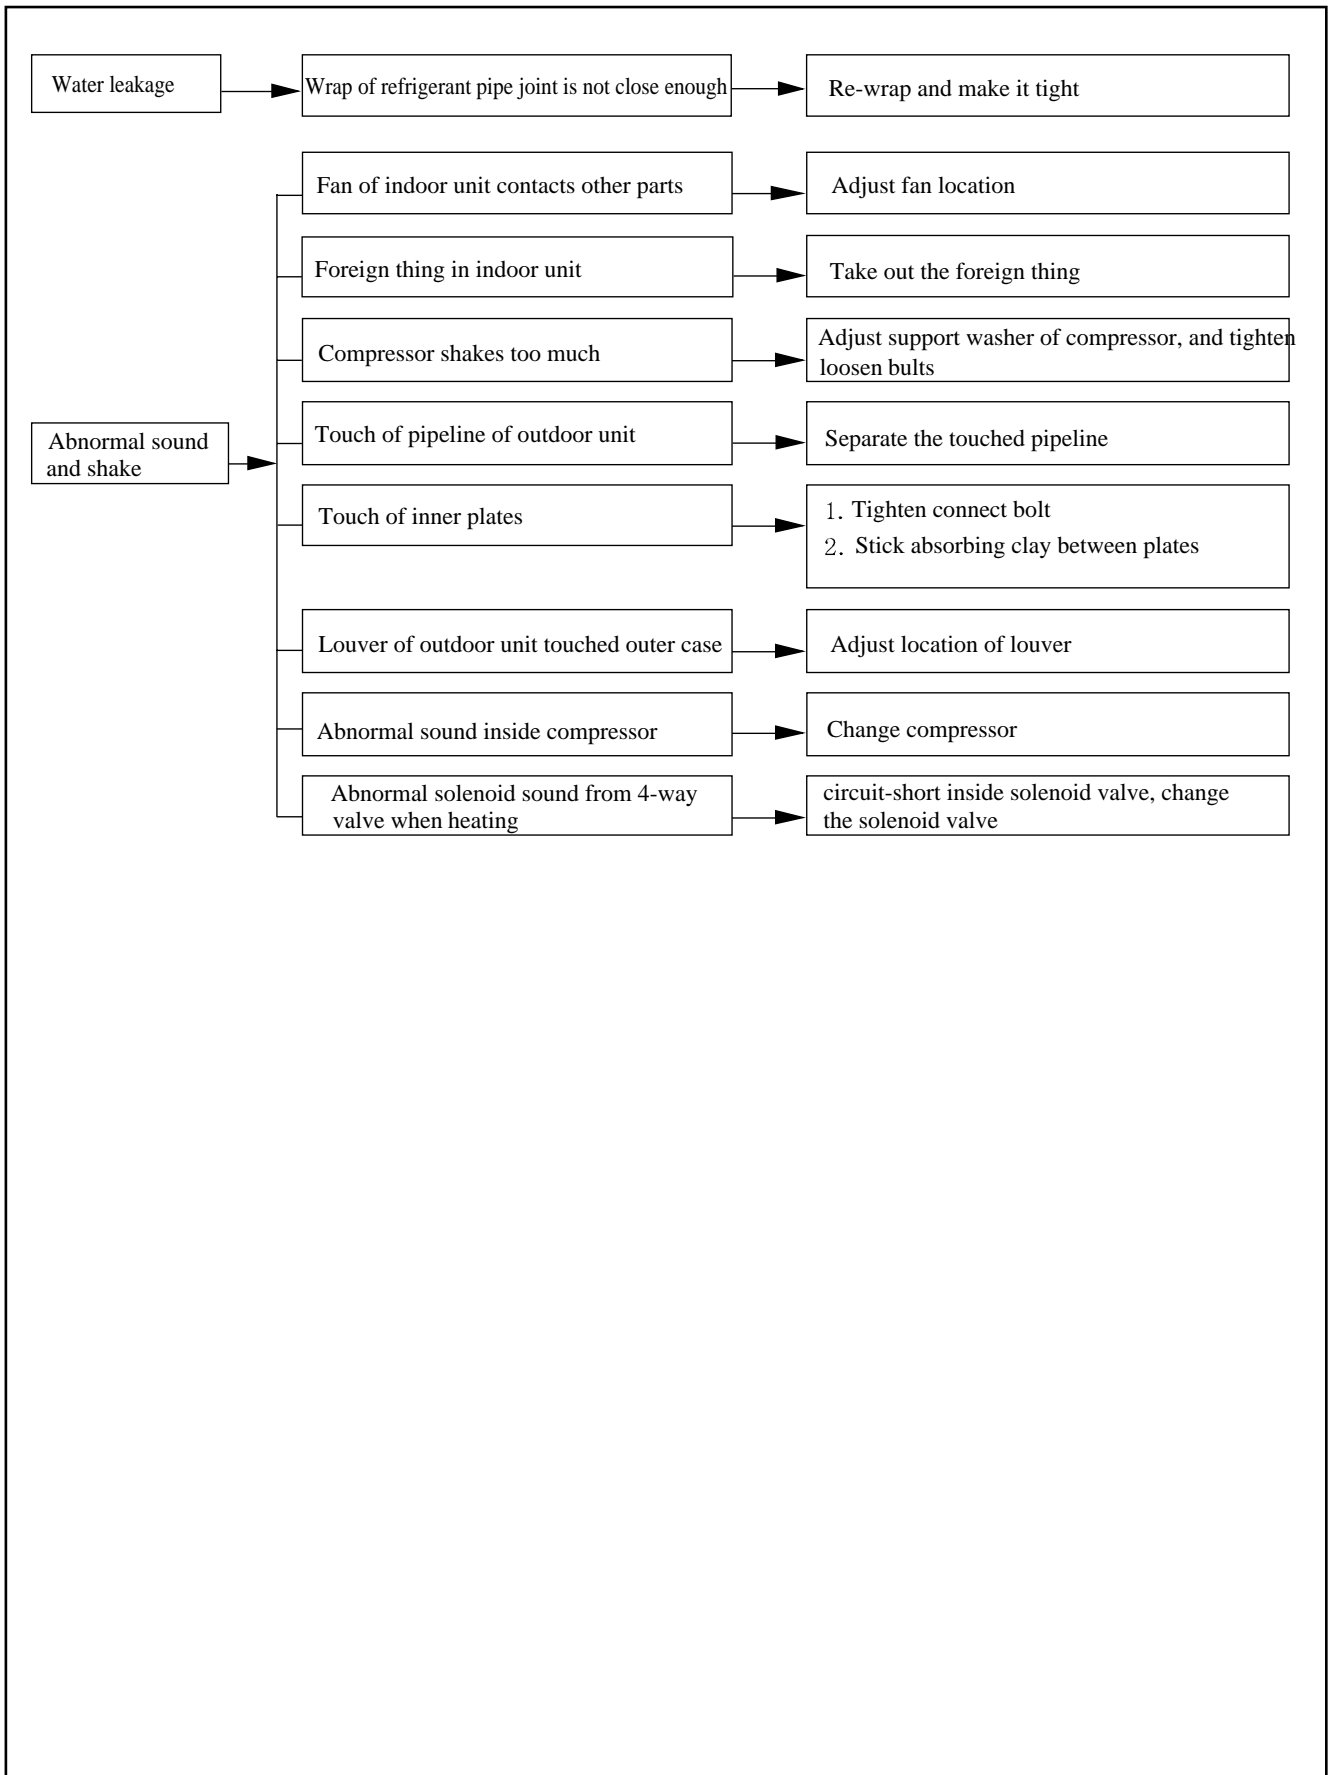 Water leakage
Wrap of refrigerant pipe joint is not close enough
Re-wrap and make it tight
Fan of indoor unit contacts other parts
Adjust fan location
Foreign thing in indoor unit
Take out the foreign thing
Compressor shakes too much
Adjust support washer of compressor, and tighten
loosen bults
Abnormal sound
and shake
Touch of pipeline of outdoor unit
Separate the touched pipeline
Touch of inner plates
1. Tighten connect bolt
2. Stick absorbing clay between plates
Louver of outdoor unit touched outer case
Adjust location of louver
Abnormal sound inside compressor
Change compressor
Abnormal solenoid sound from 4-way
valve when heating
circuit-short inside solenoid valve, change
the solenoid valve